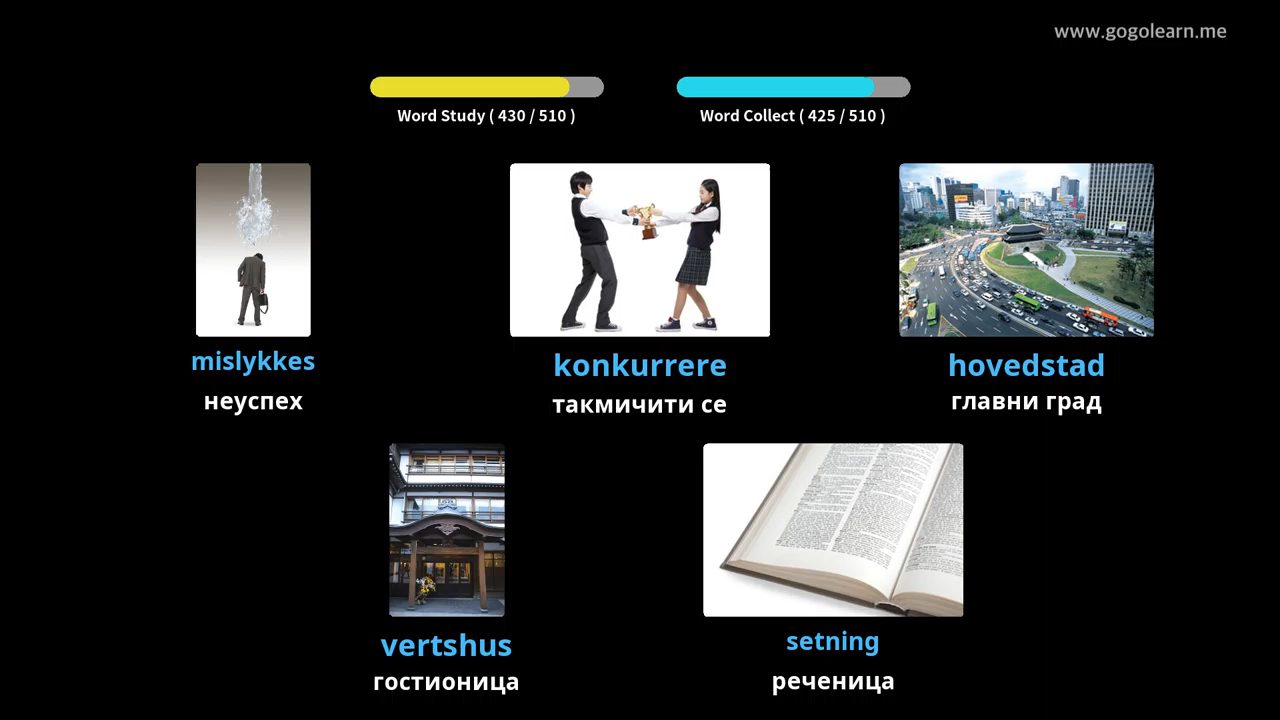 www.gogolearn.me
Word Study ( 430 / 510 )
Word Collect ( 425 / 510 )
mislykkes
неуспех
konkurrere
такмичити се
hovedstad
главни град
vertshus
гостионица
setning
реченица